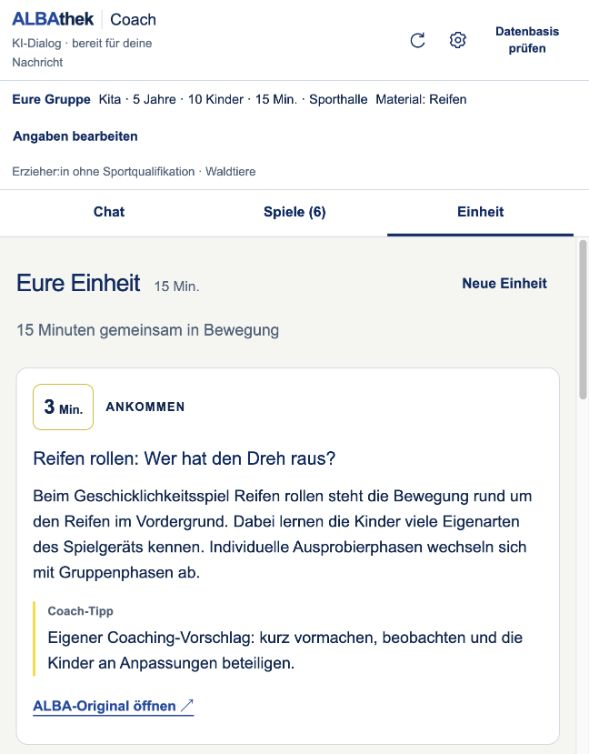 ALBAthek Coach
KI-Dialog · bereit für deine
Nachricht
Datenbasis
prüfen
Eure Gruppe Kita · 5 Jahre · 10 Kinder · 15 Min. · Sporthalle Material: Reifen
Angaben bearbeiten
Erzieher:in ohne Sportqualifikation · Waldtiere
Chat
Spiele (6)
Einheit
Eure Einheit 15 Min.
Neue Einheit
15 Minuten gemeinsam in Bewegung
3 Min. ANKOMMEN
Reifen rollen: Wer hat den Dreh raus?
Beim Geschicklichkeitsspiel Reifen rollen steht die Bewegung rund um
den Reifen im Vordergrund. Dabei lernen die Kinder viele Eigenarten
des Spielgeräts kennen. Individuelle Ausprobierphasen wechseln sich
mit Gruppenphasen ab.
Coach-Tipp
Eigener Coaching-Vorschlag: kurz vormachen, beobachten und die
Kinder an Anpassungen beteiligen.
ALBA-Original öffnen ↗